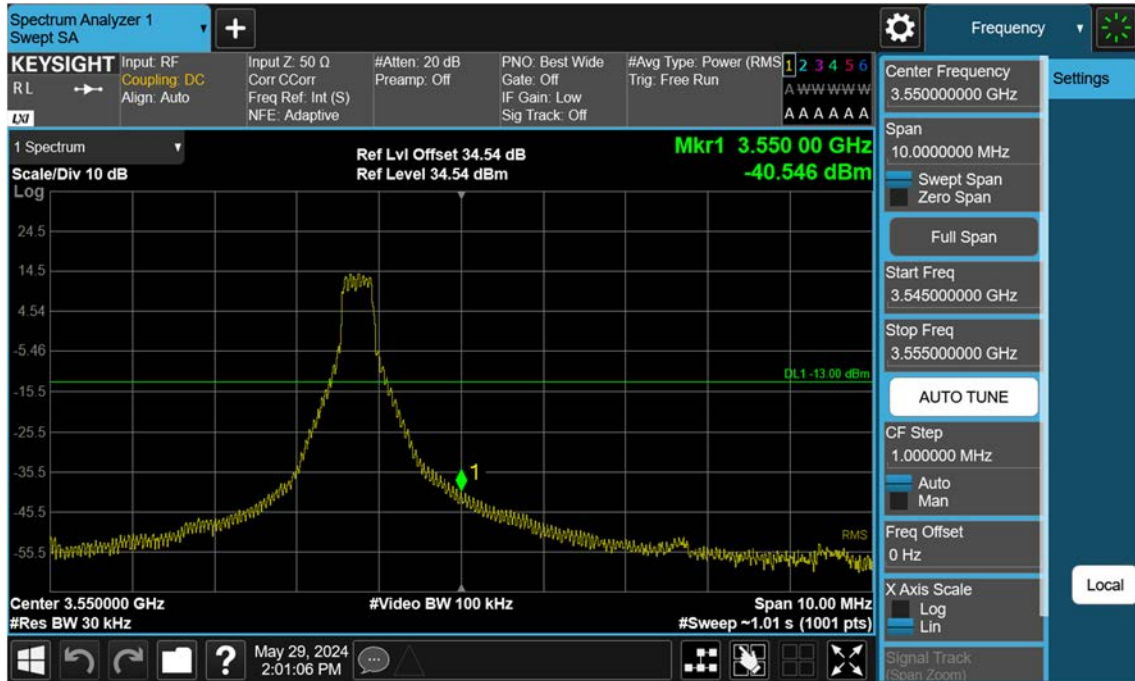 Spectrum Analyzer 1
Swept SA
Frequency
KEYSIGHT
R L
LXI
Input: RF
Coupling: DC
Align: Auto
Input Z: 50 Ω
Corr CCorr
Freq Ref: Int (S)
NFE: Adaptive
#Atten: 20 dB
Preamp: Off
PNO: Best Wide
Gate: Off
IF Gain: Low
Sig Track: Off
#Avg Type: Power (RMS
Trig: Free Run
1 2 3 4 5 6
A W W W W W
A A A A A A
1 Spectrum
Scale/Div 10 dB
Ref Lvl Offset 34.54 dB
Ref Level 34.54 dBm
Mkr1 3.550 00 GHz
-40.546 dBm
Log
24.5
14.5
4.54
-5.46
-15.5
-25.5
-35.5
-45.5
-55.5
DL1 -13.00 dBm
1
RMS
Center 3.550000 GHz
#Res BW 30 kHz
#Video BW 100 kHz
Span 10.00 MHz
#Sweep ~1.01 s (1001 pts)
Center Frequency
3.550000000 GHz
Span
10.0000000 MHz
Swept Span
Zero Span
Full Span
Start Freq
3.545000000 GHz
Stop Freq
3.555000000 GHz
AUTO TUNE
CF Step
1.000000 MHz
Auto
Man
Freq Offset
0 Hz
X Axis Scale
Log
Lin
Signal Track
(Span Zoom)
Settings
Local
?
May 29, 2024
2:01:06 PM